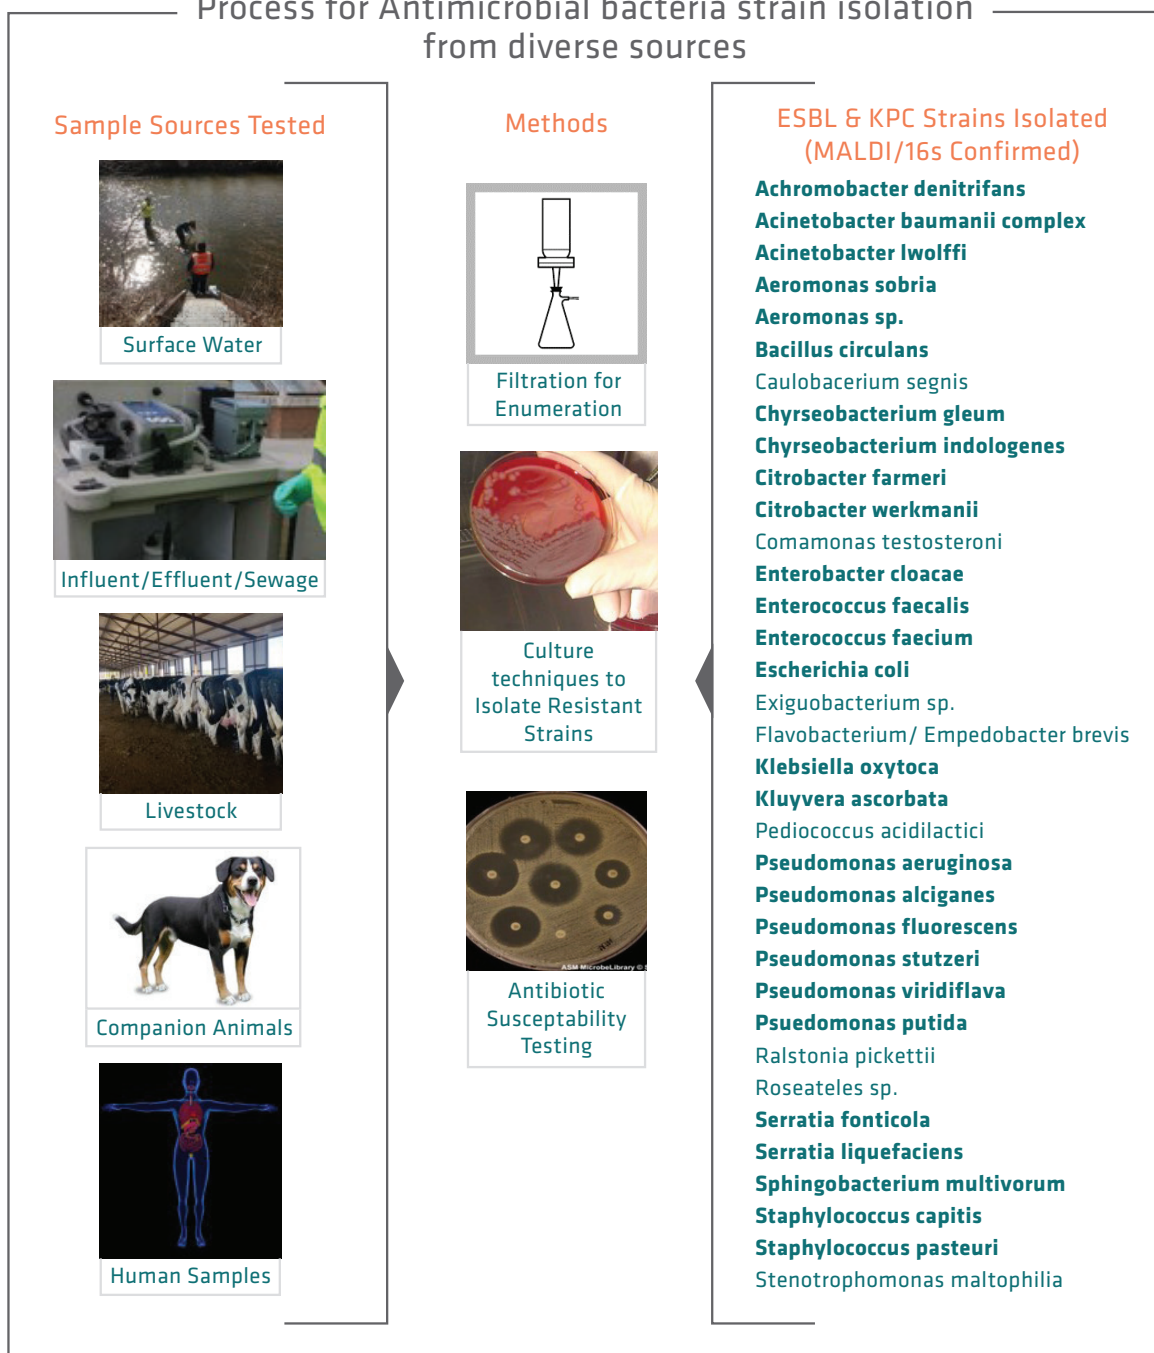 Process for Antimicrobial bacteria strain isolation
from diverse sources
Sample Sources Tested
Surface Water
Influent/Effluent/Sewage
Livestock
Companion Animals
Human Samples
Methods
Filtration for
Enumeration
Culture
techniques to
Isolate Resistant
Strains
ASM MicrobeLibrary ©
Antibiotic
Susceptability
Testing
ESBL & KPC Strains Isolated
(MALDI/16s Confirmed)
Achromobacter denitrifans
Acinetobacter baumanii complex
Acinetobacter lwolffi
Aeromonas sobria
Aeromonas sp.
Bacillus circulans
Caulobacerium segnis
Chyrseobacterium gleum
Chyrseobacterium indologenes
Citrobacter farmeri
Citrobacter werkmanii
Comamonas testosteroni
Enterobacter cloacae
Enterococcus faecalis
Enterococcus faecium
Escherichia coli
Exiguobacterium sp.
Flavobacterium/ Empedobacter brevis
Klebsiella oxytoca
Kluyvera ascorbata
Pediococcus acidilactici
Pseudomonas aeruginosa
Pseudomonas alciganes
Pseudomonas fluorescens
Pseudomonas stutzeri
Pseudomonas viridiflava
Psuedomonas putida
Ralstonia pickettii
Roseateles sp.
Serratia fonticola
Serratia liquefaciens
Sphingobacterium multivorum
Staphylococcus capitis
Staphylococcus pasteuri
Stenotrophomonas maltophilia